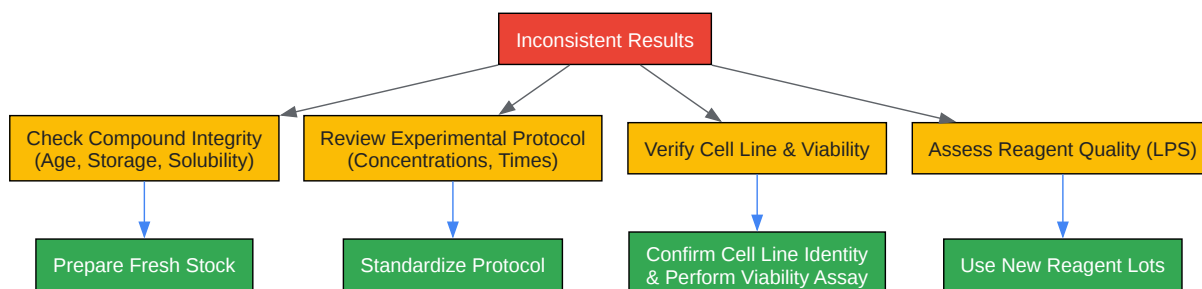 Inconsistent Results
Check Compound Integrity
(Age, Storage, Solubility)
Review Experimental Protocol
(Concentrations, Times)
Verify Cell Line & Viability
Assess Reagent Quality (LPS)
Prepare Fresh Stock
Standardize Protocol
Confirm Cell Line Identity
& Perform Viability Assay
Use New Reagent Lots